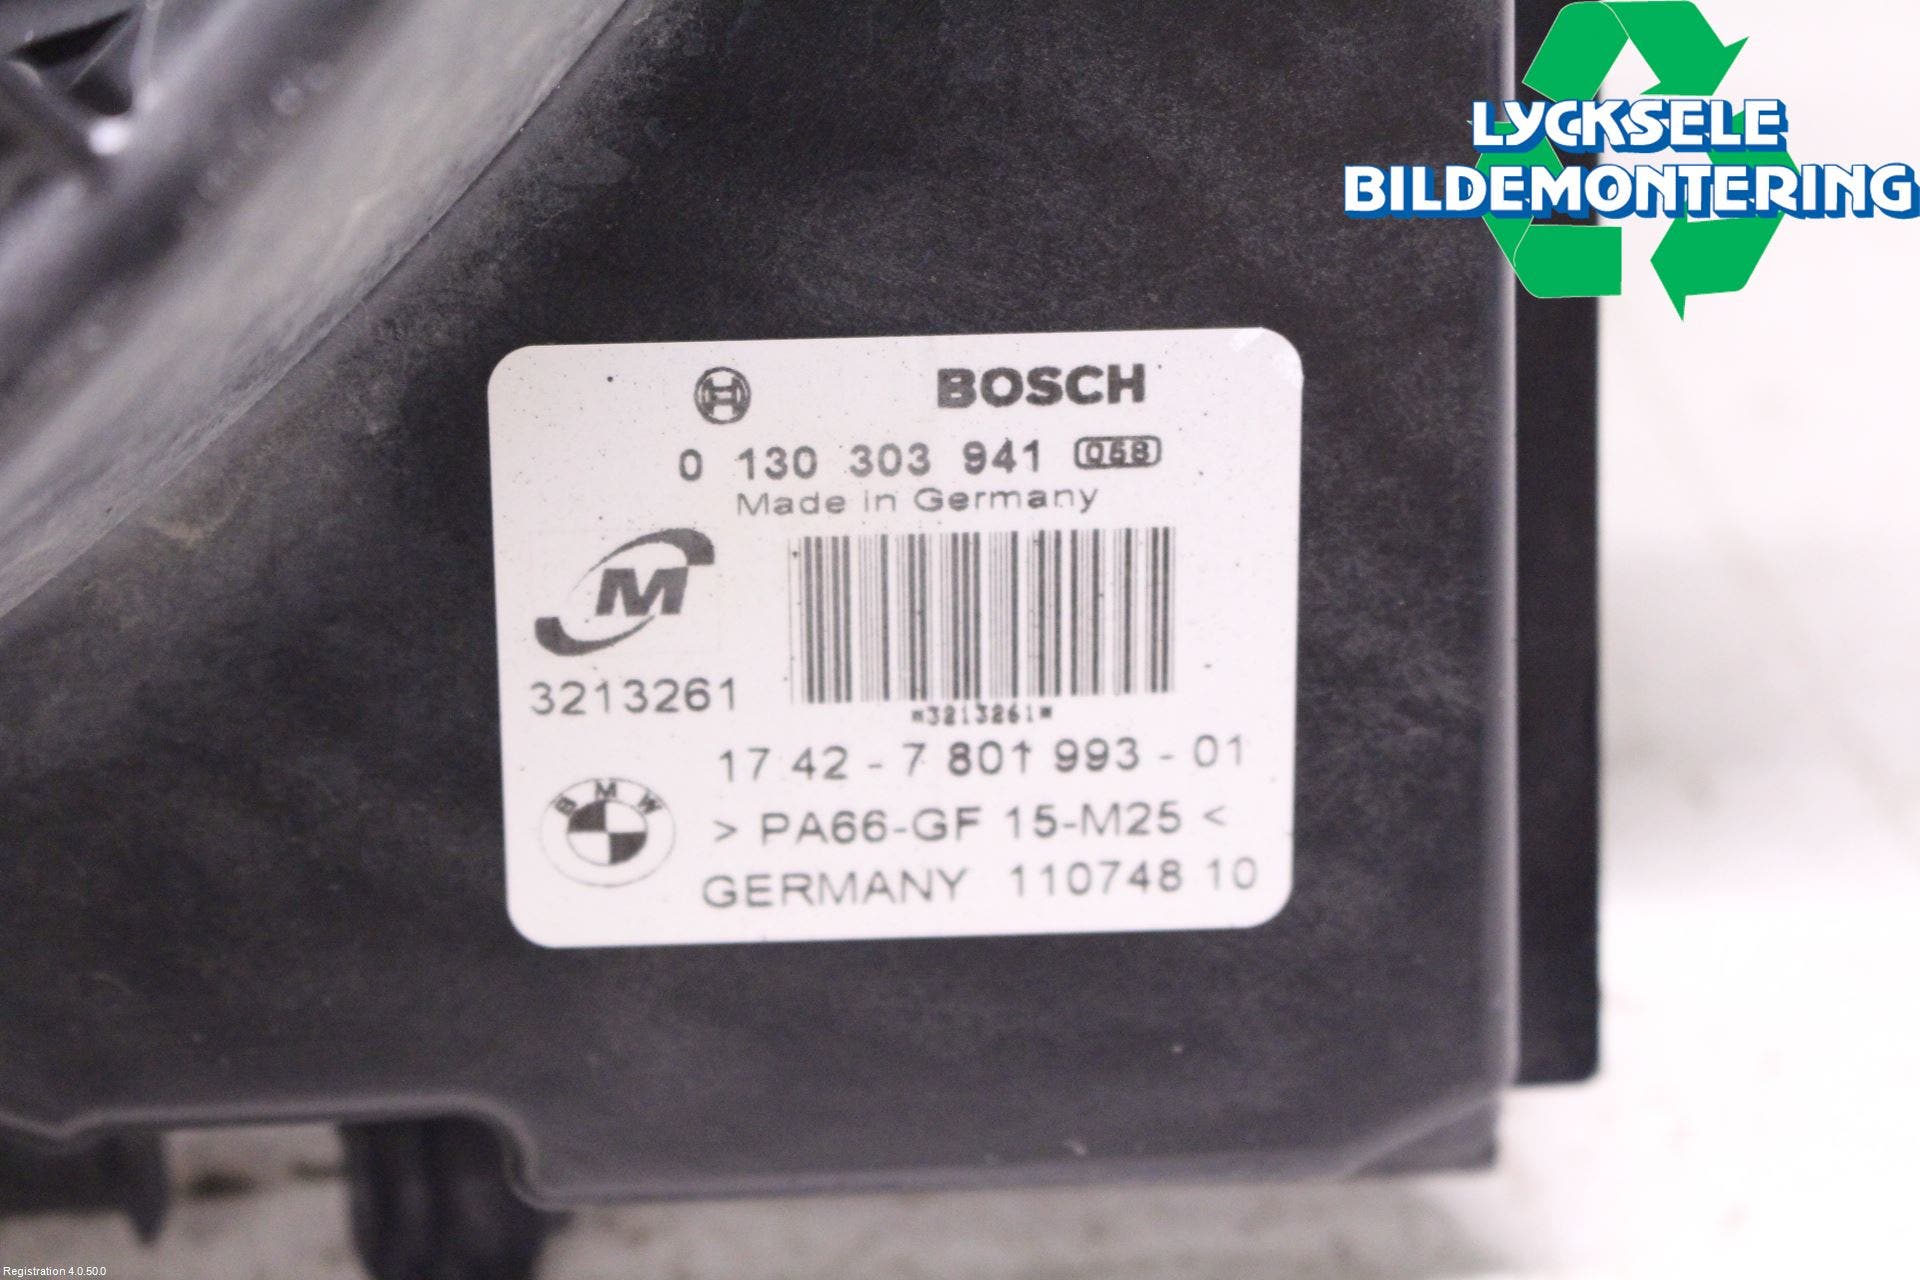 LYCKSELE
BILDEMONTERING
BOSCH
0 130 303 941 068
Made in Germany
M
3213261
*3213261*
17 42 - 7 801 993 - 01
BMW
> PA66-GF 15-M25 <
GERMANY 110748 10
Registration 4.0.50.0